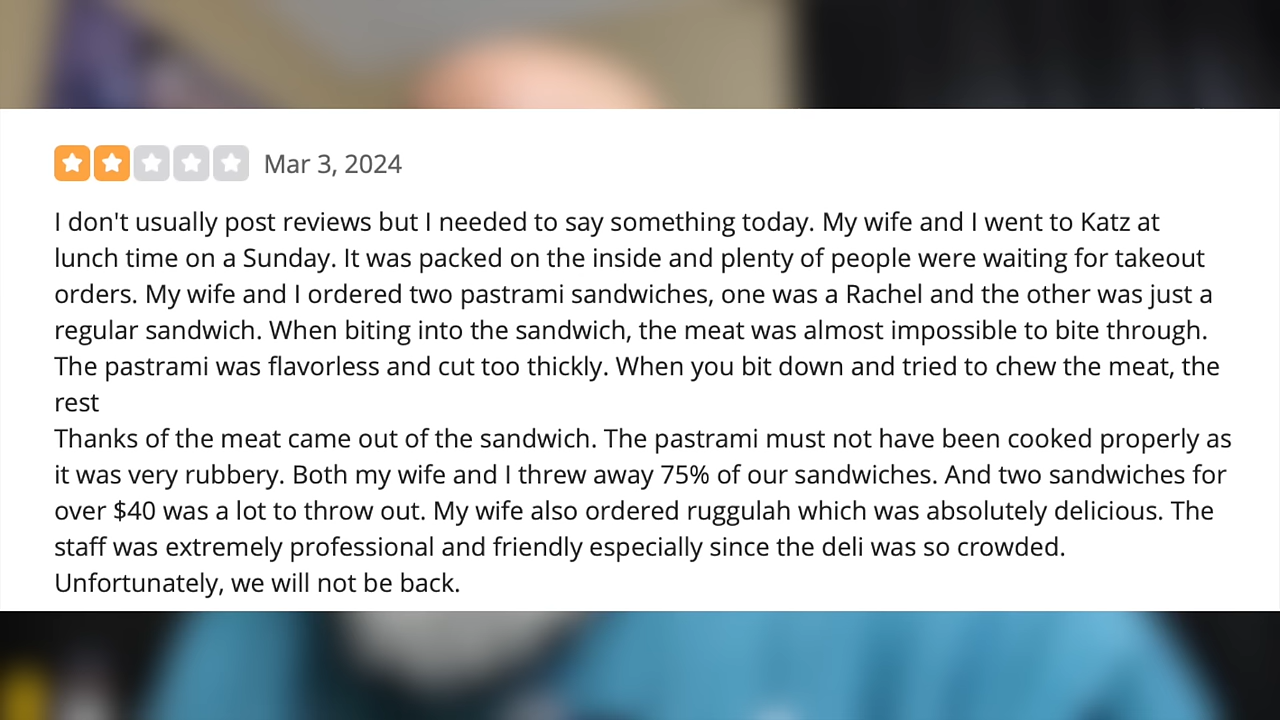 Mar 3, 2024
I don't usually post reviews but I needed to say something today. My wife and I went to Katz at
lunch time on a Sunday. It was packed on the inside and plenty of people were waiting for takeout
orders. My wife and I ordered two pastrami sandwiches, one was a Rachel and the other was just a
regular sandwich. When biting into the sandwich, the meat was almost impossible to bite through.
The pastrami was flavorless and cut too thickly. When you bit down and tried to chew the meat, the
rest
Thanks of the meat came out of the sandwich. The pastrami must not have been cooked properly as
it was very rubbery. Both my wife and I threw away 75% of our sandwiches. And two sandwiches for
over $40 was a lot to throw out. My wife also ordered ruggulah which was absolutely delicious. The
staff was extremely professional and friendly especially since the deli was so crowded.
Unfortunately, we will not be back.